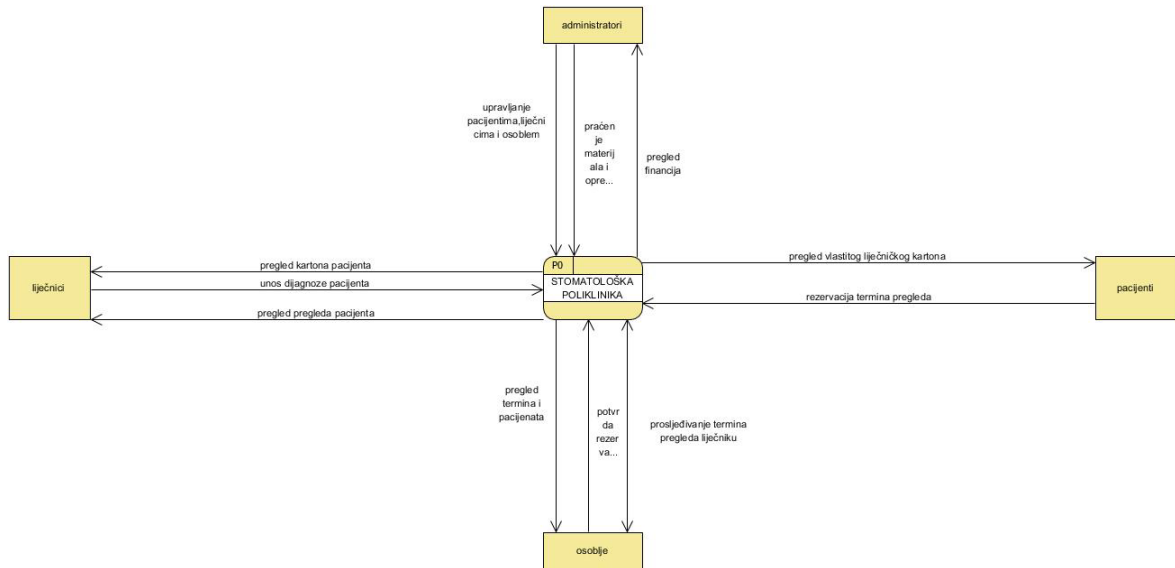 administratori
upravljanje
pacijentima,liječni
cima i osoblem
praćen
je
materij
ala i
opre...
pregled
financija
liječnici
pregled kartona pacijenta
unos dijagnoze pacijenta
pregled pregleda pacijenta
P0
STOMATOLOŠKA
POLIKLINIKA
pregled vlastitog liječničkog kartona
rezervacija termina pregleda
pacijenti
pregled
termina i
pacijenata
potvr
da
rezer
va...
prosljeđivanje termina
pregleda liječniku
osoblje